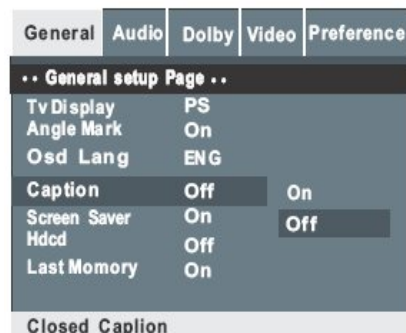 General Audio Dolby Video Preference
•• General setup Page ••
Tv Display PS
Angle Mark On
Osd Lang ENG
Caption Off On
Screen Saver On Off
Hdcd Off
Last Momory On
Closed Caplion